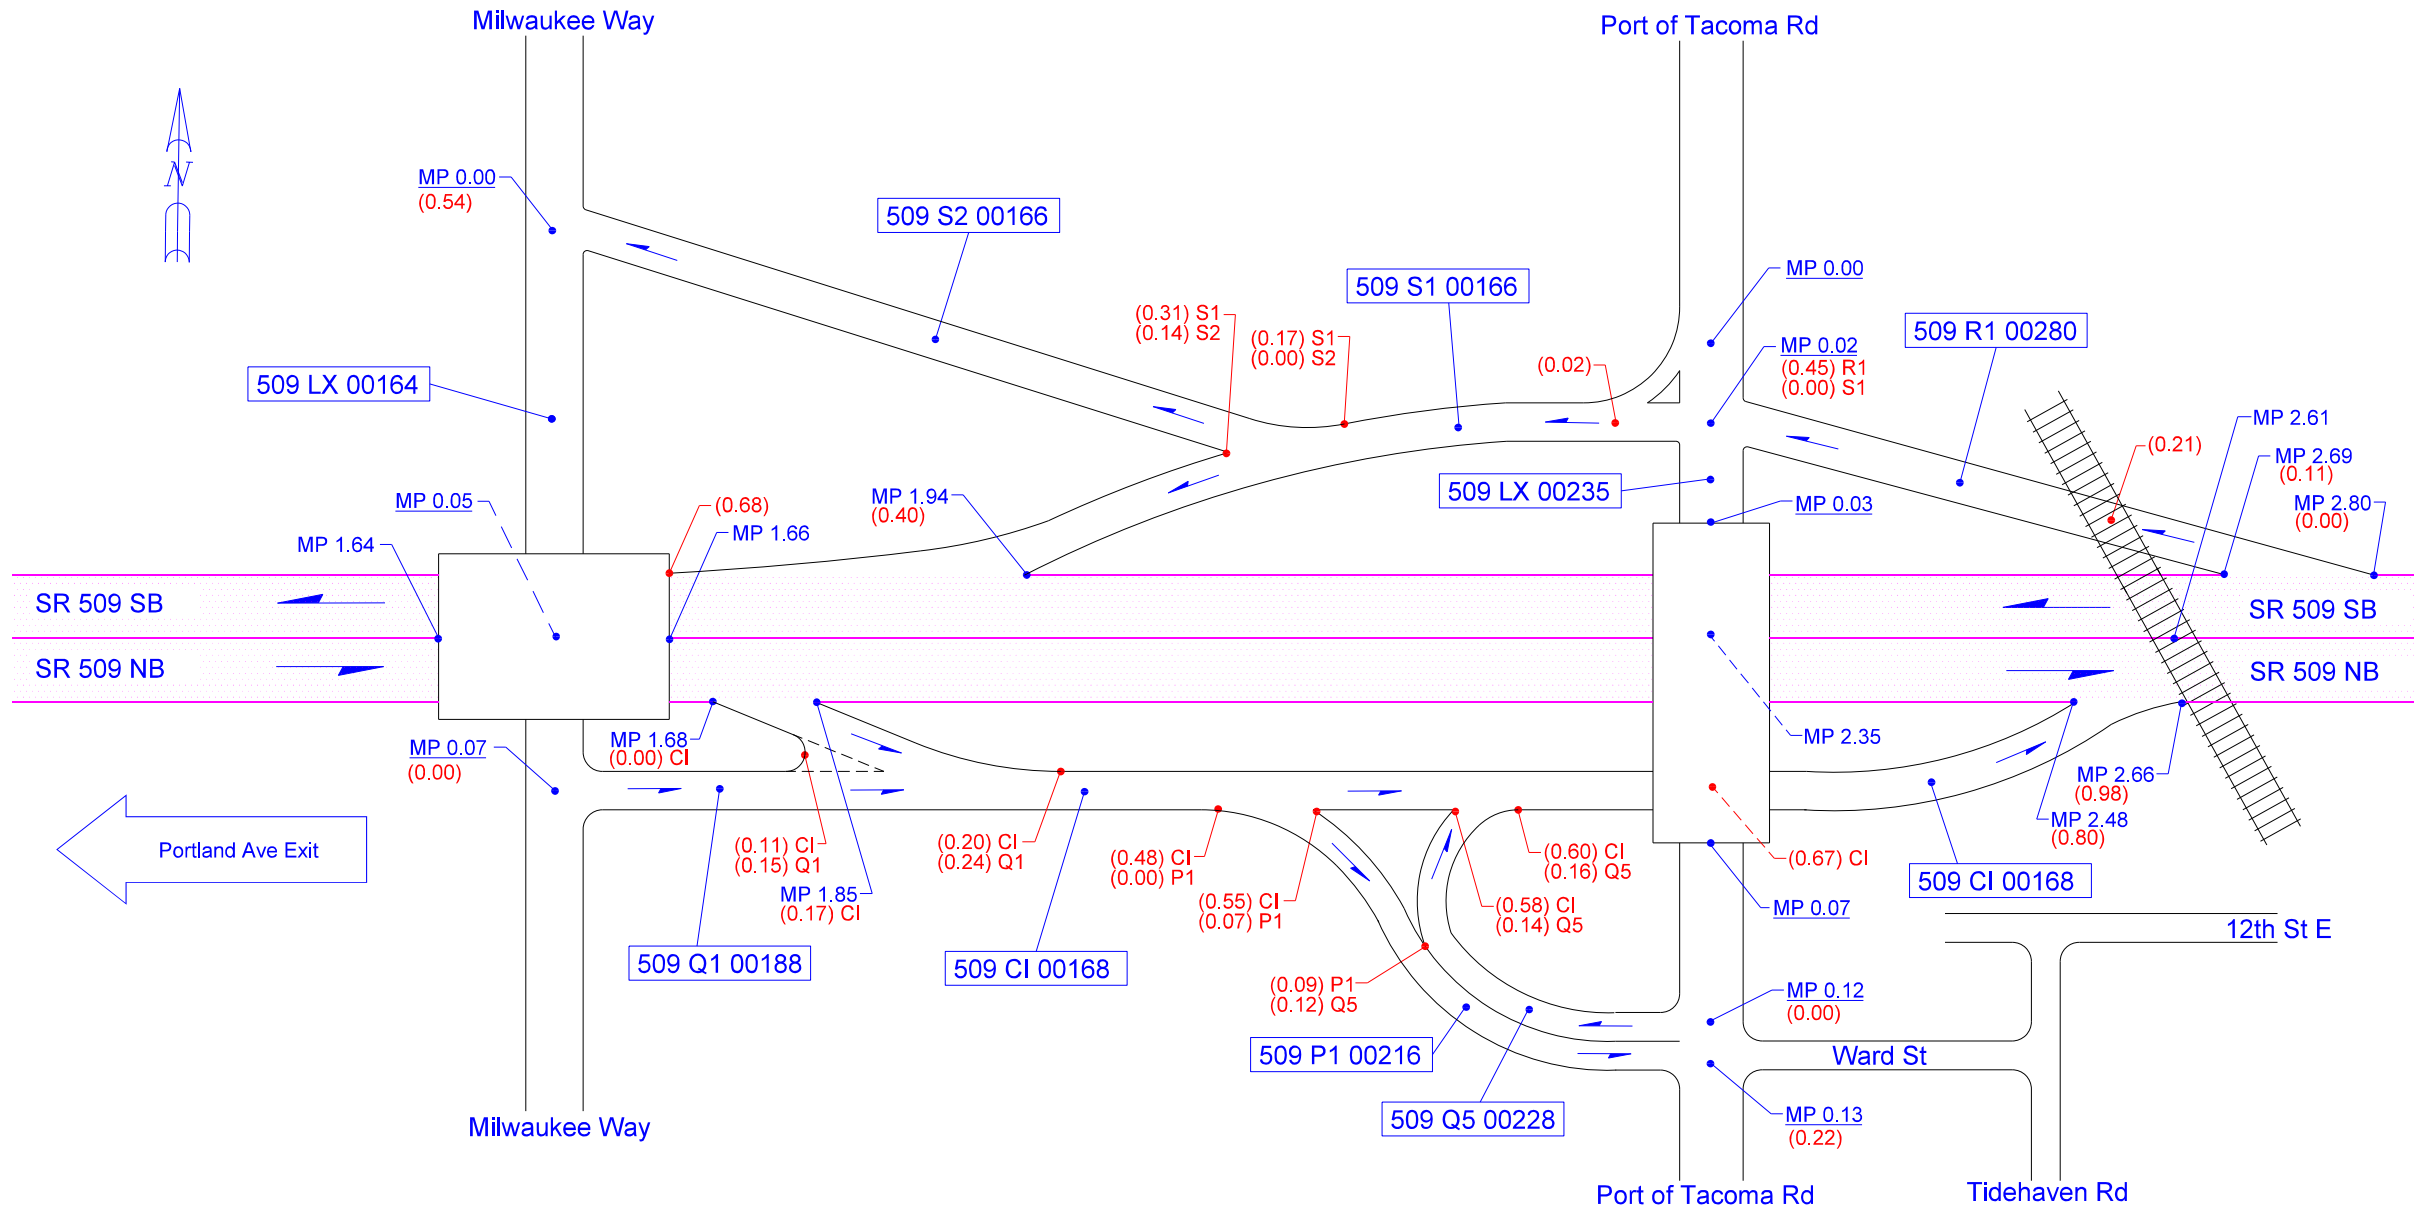 Milwaukee Way
Port of Tacoma Rd
N
MP 0.00
(0.54)
509 S2 00166
509 S1 00166
MP 0.00
(0.31) S1
(0.14) S2
(0.17) S1
(0.00) S2
(0.02)
MP 0.02
(0.45) R1
(0.00) S1
509 R1 00280
509 LX 00164
MP 2.61
(0.21)
MP 2.69
(0.11)
MP 2.80
(0.00)
509 LX 00235
MP 0.03
MP 0.05
MP 1.94
(0.40)
(0.68)
MP 1.66
MP 1.64
SR 509 SB
SR 509 SB
SR 509 NB
SR 509 NB
MP 0.07
(0.00)
MP 1.68
(0.00) CI
MP 2.35
MP 2.66
(0.98)
MP 2.48
(0.80)
Portland Ave Exit
(0.11) CI
(0.15) Q1
MP 1.85
(0.17) CI
(0.20) CI
(0.24) Q1
(0.48) CI
(0.00) P1
(0.55) CI
(0.07) P1
(0.58) CI
(0.14) Q5
(0.60) CI
(0.16) Q5
(0.67) CI
509 CI 00168
MP 0.07
12th St E
509 Q1 00188
509 CI 00168
(0.09) P1
(0.12) Q5
MP 0.12
(0.00)
509 P1 00216
Ward St
509 Q5 00228
MP 0.13
(0.22)
Milwaukee Way
Port of Tacoma Rd
Tidehaven Rd